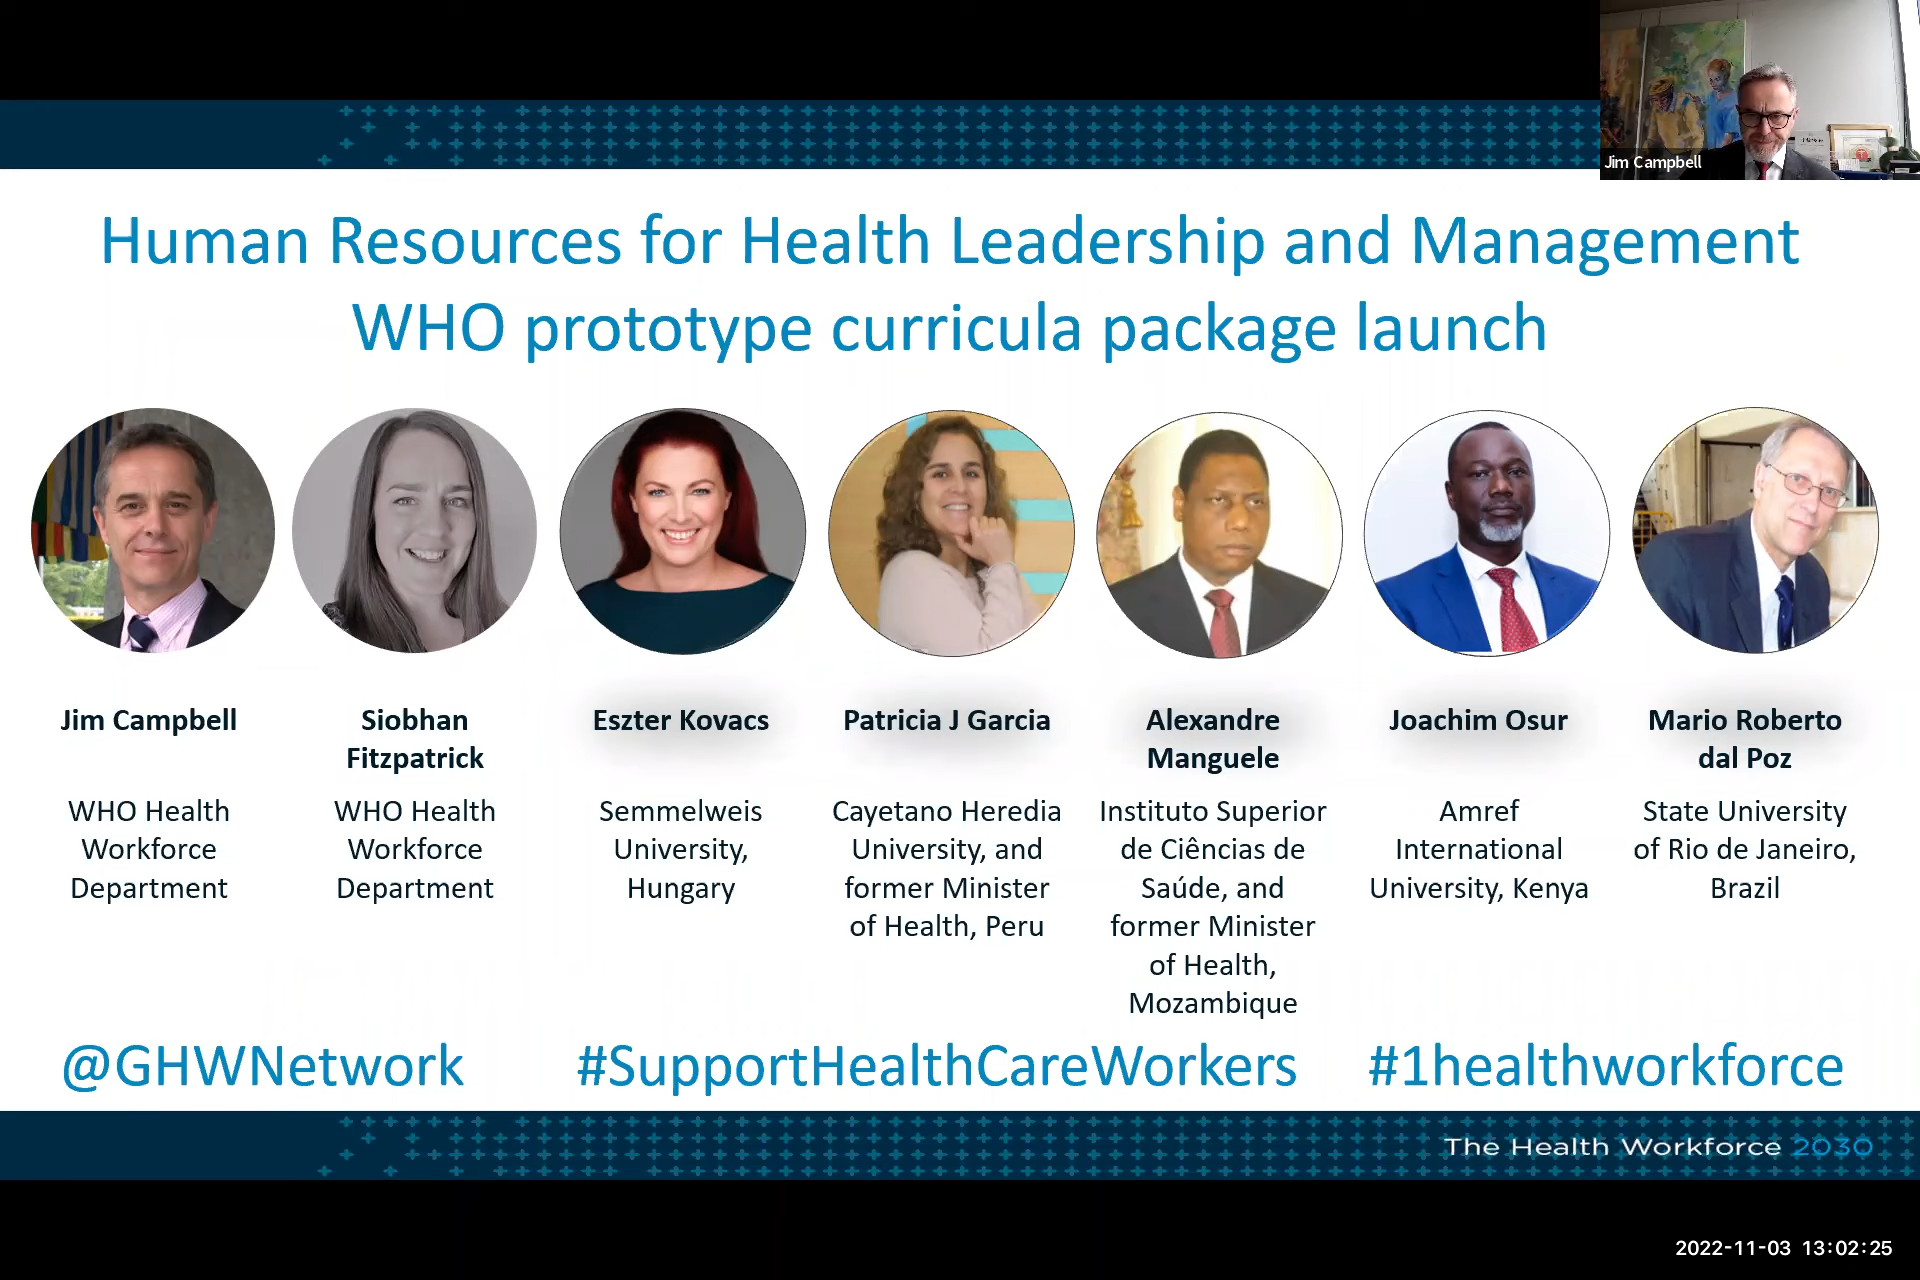 Jim Campbell
Human Resources for Health Leadership and Management
WHO prototype curricula package launch
Jim Campbell
WHO Health
Workforce
Department
Siobhan
Fitzpatrick
WHO Health
Workforce
Department
Eszter Kovacs
Semmelweis
University,
Hungary
Patricia J Garcia
Cayetano Heredia
University, and
former Minister
of Health, Peru
Alexandre
Manguele
Instituto Superior
de Ciências de
Saúde, and
former Minister
of Health,
Mozambique
Joachim Osur
Amref
International
University, Kenya
Mario Roberto
dal Poz
State University
of Rio de Janeiro,
Brazil
@GHWNetwork
#SupportHealthCareWorkers
#1healthworkforce
The Health Workforce 2030
2022-11-03 13:02:25